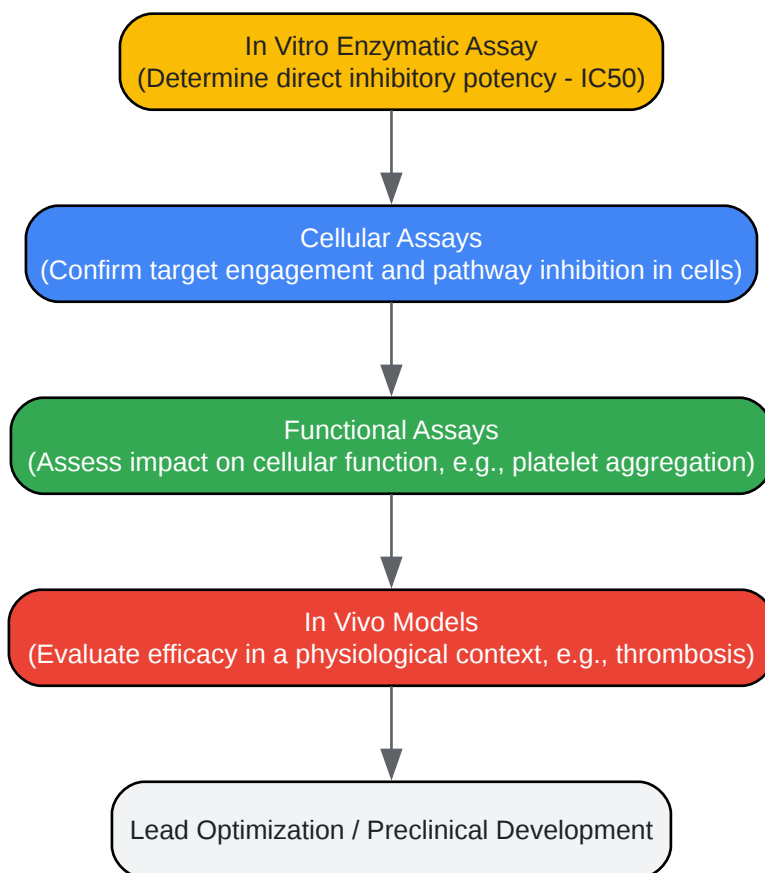 In Vitro Enzymatic Assay
(Determine direct inhibitory potency - IC50)
Cellular Assays
(Confirm target engagement and pathway inhibition in cells)
Functional Assays
(Assess impact on cellular function, e.g., platelet aggregation)
In Vivo Models
(Evaluate efficacy in a physiological context, e.g., thrombosis)
Lead Optimization / Preclinical Development